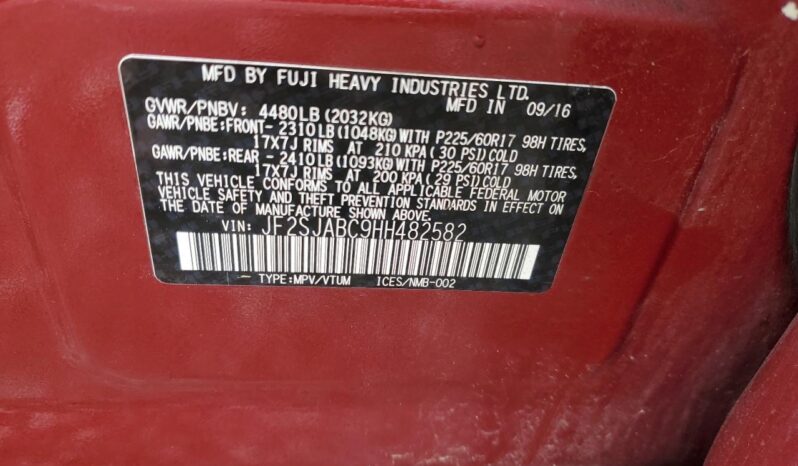 MFD BY FUJI HEAVY INDUSTRIES LTD.
MFD IN 09/16
GVWR/PNBV: 4480LB(2032KG)
GAWR/PNBE:FRONT- 2310LB(1048KG)WITH P225/60R17 98H TIRES,
17X7J RIMS AT 210 KPA(30 PSI)COLD
GAWR/PNBE:REAR - 2410LB(1093KG)WITH P225/60R17 98H TIRES,
17X7J RIMS AT 200 KPA(29 PSI)COLD
THIS VEHICLE CONFORMS TO ALL APPLICABLE FEDERAL MOTOR
VEHICLE SAFETY AND THEFT PREVENTION STANDARDS IN EFFECT ON
THE DATE OF MANUFACTURE SHOWN ABOVE.
VIN: JF2SJABC9HH482582
TYPE:MPV/VTUM ICES/NMB-002